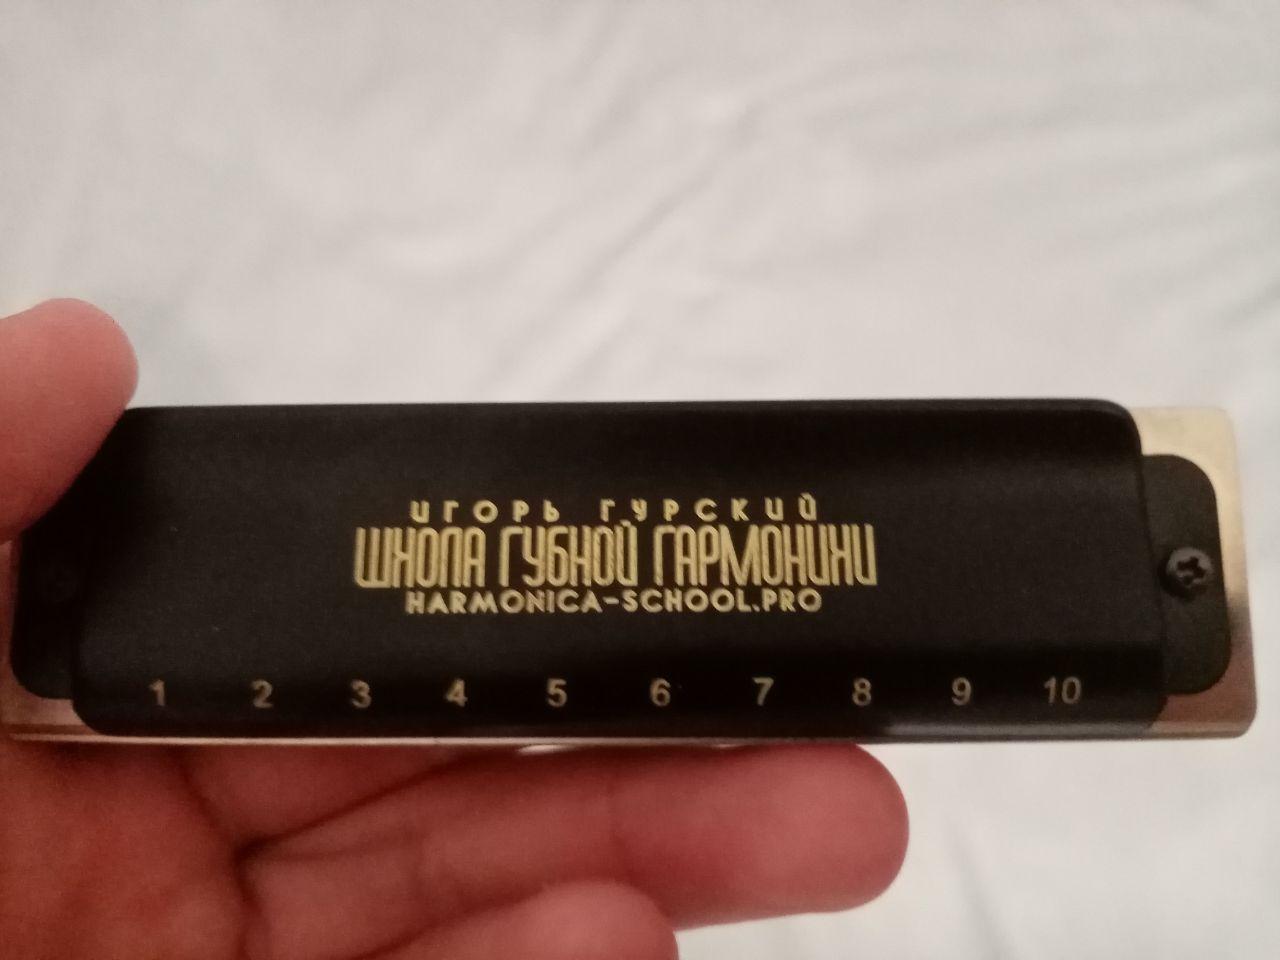 ИГОРЬ ГУРСКИЙ
ШКОЛА ГУБНОЙ ГАРМОНИКИ
HARMONICA-SCHOOL.PRO
1 2 3 4 5 6 7 8 9 10